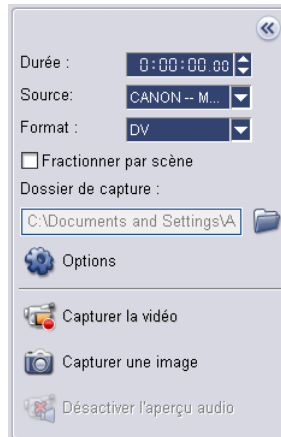 Durée : 0:00:00.00
Source: CANON -- M...
Format : DV
Fractionner par scène
Dossier de capture :
C:\Documents and Settings\A
Options
Capturer la vidéo
Capturer une image
Désactiver l'aperçu audio